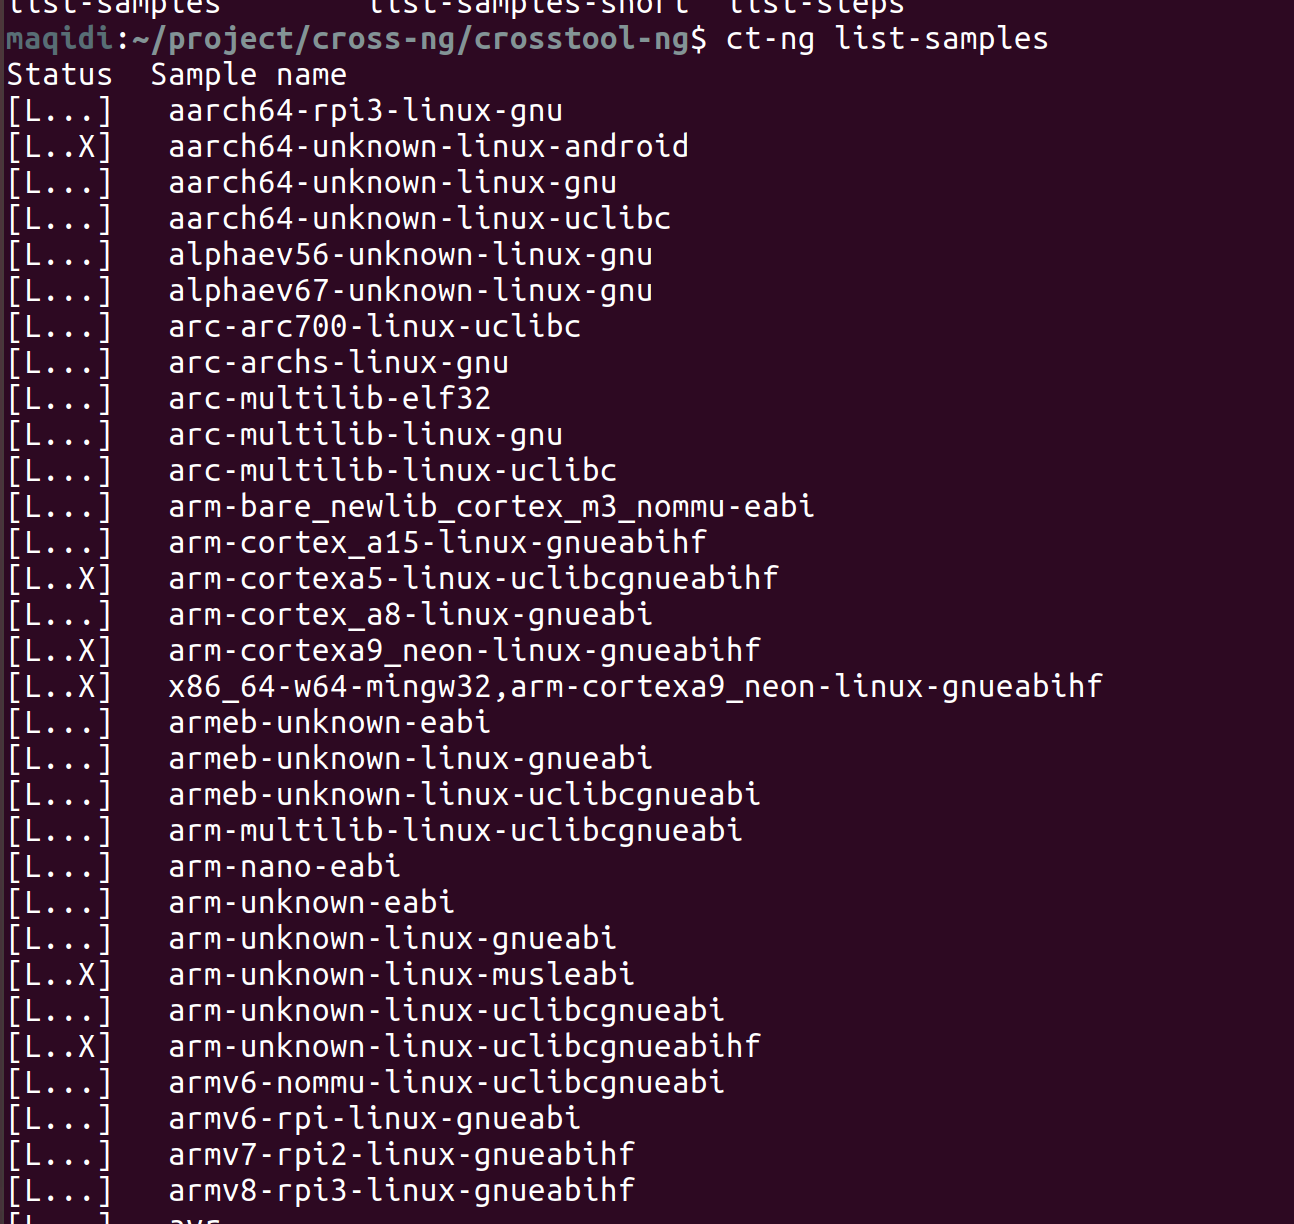 list-samples list-samples-short list-steps
maqidi:~/project/cross-ng/crosstool-ng$ ct-ng list-samples
Status  Sample name
[L...]   aarch64-rpi3-linux-gnu
[L..X]   aarch64-unknown-linux-android
[L...]   aarch64-unknown-linux-gnu
[L...]   aarch64-unknown-linux-uclibc
[L...]   alphaev56-unknown-linux-gnu
[L...]   alphaev67-unknown-linux-gnu
[L...]   arc-arc700-linux-uclibc
[L...]   arc-archs-linux-gnu
[L...]   arc-multilib-elf32
[L...]   arc-multilib-linux-gnu
[L...]   arc-multilib-linux-uclibc
[L...]   arm-bare_newlib_cortex_m3_nommu-eabi
[L...]   arm-cortex_a15-linux-gnueabihf
[L..X]   arm-cortexa5-linux-uclibcgnueabihf
[L...]   arm-cortex_a8-linux-gnueabi
[L..X]   arm-cortexa9_neon-linux-gnueabihf
[L..X]   x86_64-w64-mingw32,arm-cortexa9_neon-linux-gnueabihf
[L...]   armeb-unknown-eabi
[L...]   armeb-unknown-linux-gnueabi
[L...]   armeb-unknown-linux-uclibcgnueabi
[L...]   arm-multilib-linux-uclibcgnueabi
[L...]   arm-nano-eabi
[L...]   arm-unknown-eabi
[L...]   arm-unknown-linux-gnueabi
[L..X]   arm-unknown-linux-musleabi
[L...]   arm-unknown-linux-uclibcgnueabi
[L..X]   arm-unknown-linux-uclibcgnueabihf
[L...]   armv6-nommu-linux-uclibcgnueabi
[L...]   armv6-rpi-linux-gnueabi
[L...]   armv7-rpi2-linux-gnueabihf
[L...]   armv8-rpi3-linux-gnueabihf
[L...]   avr